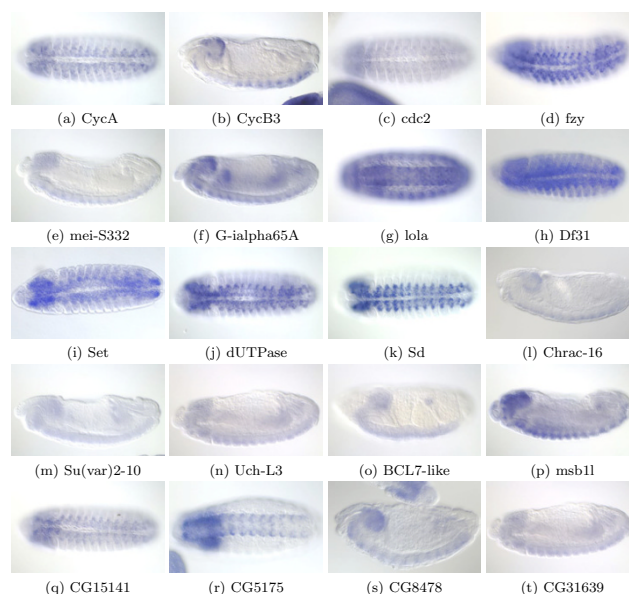 (a) CycA (b) CycB3 (c) cdc2 (d) fzy
(e) mei-S332 (f) G-ialpha65A (g) lola (h) Df31
(i) Set (j) dUTPase (k) Sd (l) Chrac-16
(m) Su(var)2-10 (n) Uch-L3 (o) BCL7-like (p) msb1l
(q) CG15141 (r) CG5175 (s) CG8478 (t) CG31639